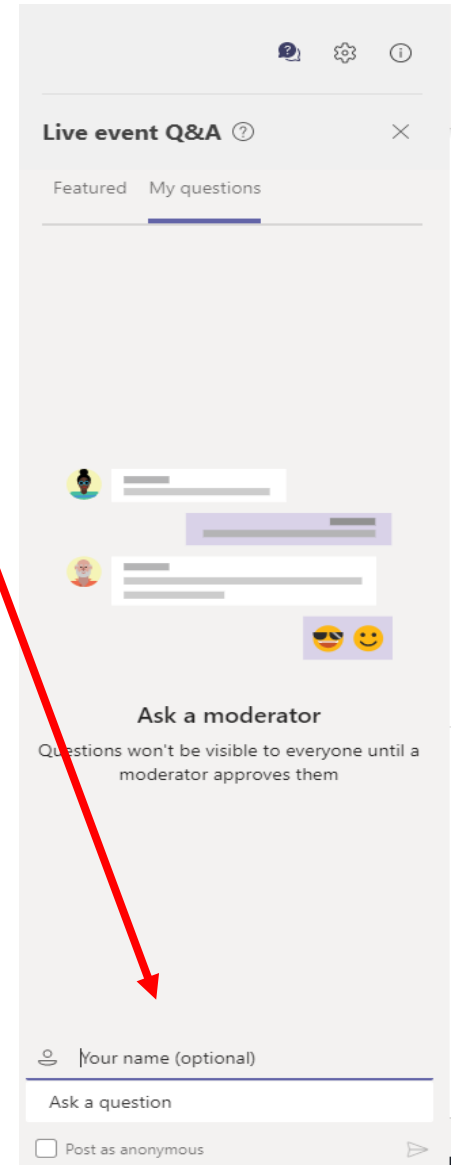 Live event Q&A
Featured My questions
Ask a moderator
Questions won't be visible to everyone until a
moderator approves them
Your name (optional)
Ask a question
Post as anonymous